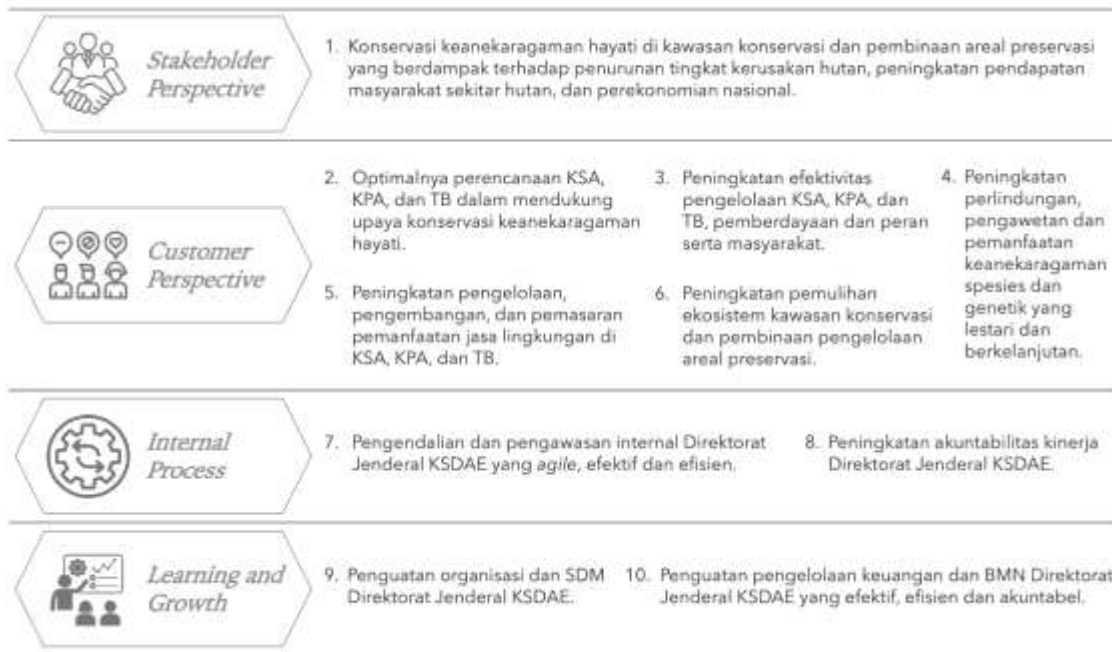 Stakeholder
Perspective
1. Konservasi keanekaragaman hayati di kawasan konservasi dan pembinaan areal preservasi
yang berdampak terhadap penurunan tingkat kerusakan hutan, peningkatan pendapatan
masyarakat sekitar hutan, dan perekonomian nasional.
Customer
Perspective
2. Optimalnya perencanaan KSA,
KPA, dan TB dalam mendukung
upaya konservasi keanekaragaman
hayati.
3. Peningkatan efektivitas
pengelolaan KSA, KPA, dan
TB, pemberdayaan dan peran
serta masyarakat.
4. Peningkatan
perlindungan,
pengawetan dan
pemanfaatan
keanekaragaman
spesies dan
genetik yang
lestari dan
berkelanjutan.
5. Peningkatan pengelolaan,
pengembangan, dan pemasaran
pemanfaatan jasa lingkungan di
KSA, KPA, dan TB.
6. Peningkatan pemulihan
ekosistem kawasan konservasi
dan pembinaan pengelolaan
areal preservasi.
Internal
Process
7. Pengendalian dan pengawasan internal Direktorat
Jenderal KSDAE yang agile, efektif dan efisien.
8. Peningkatan akuntabilitas kinerja
Direktorat Jenderal KSDAE.
Learning and
Growth
9. Penguatan organisasi dan SDM
Direktorat Jenderal KSDAE.
10. Penguatan pengelolaan keuangan dan BMN Direktorat
Jenderal KSDAE yang efektif, efisien dan akuntabel.